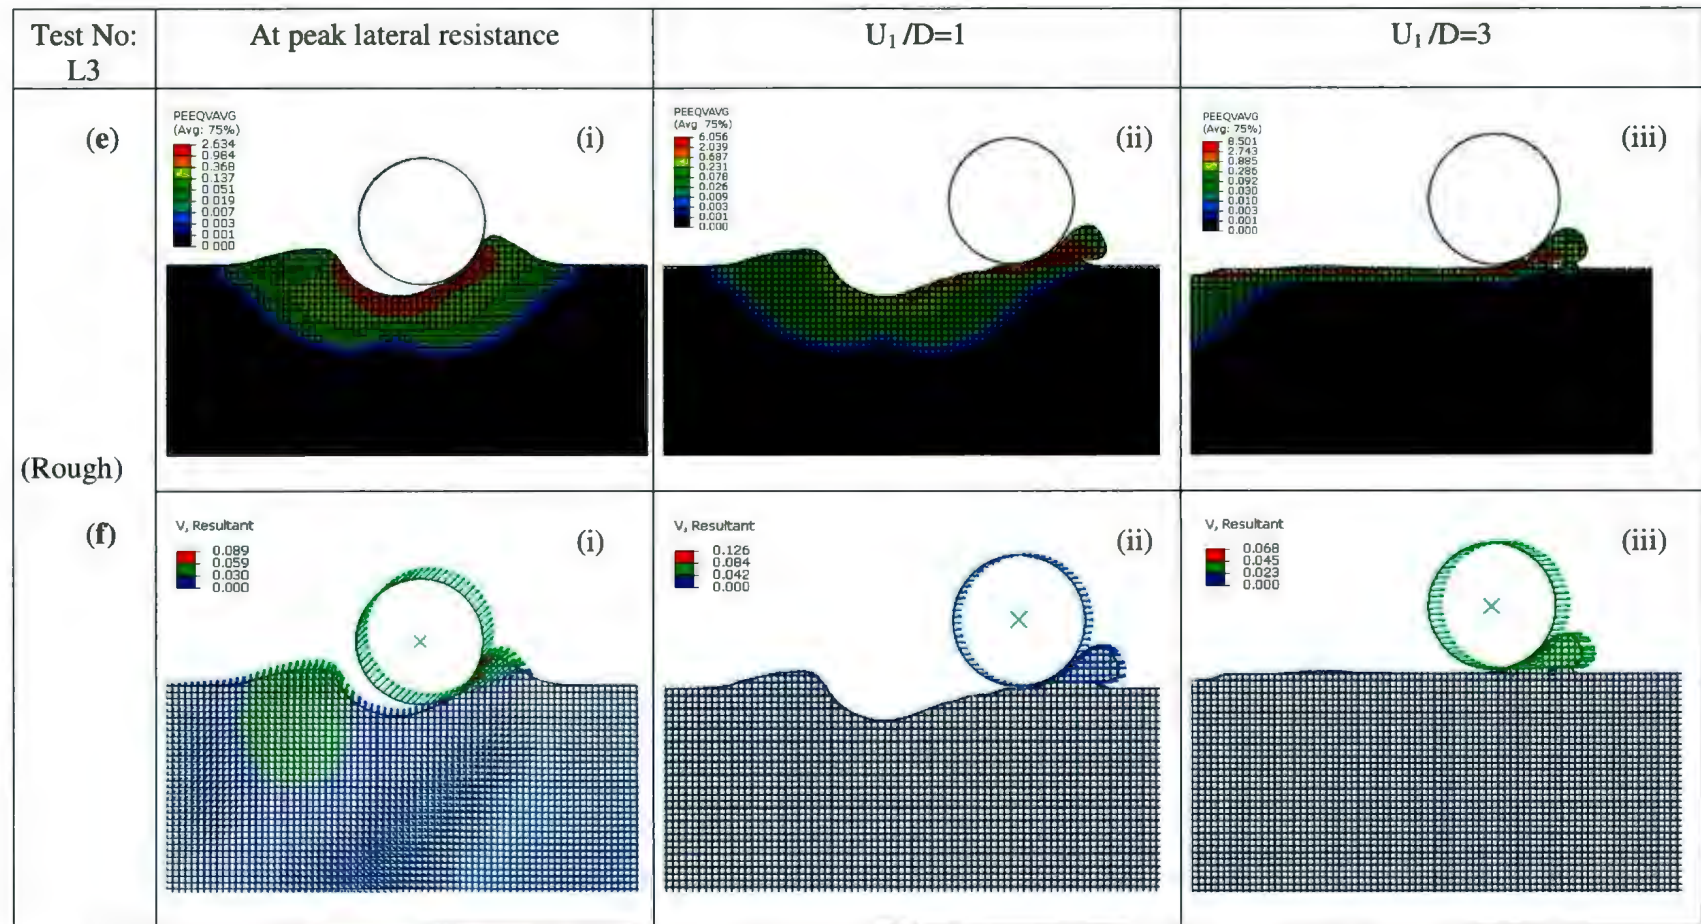 Test No:
L3
At peak lateral resistance
U₁ /D=1
U₁ /D=3
(e)
(Rough)
PEEQVAVG
(Avg: 75%)
2.634
0.984
0.368
0.137
0.051
0.019
0.007
0.003
0.001
0.000
(i)
PEEQVAVG
(Avg: 75%)
6.056
2.039
0.687
0.231
0.078
0.026
0.009
0.003
0.001
0.000
(ii)
PEEQVAVG
(Avg: 75%)
8.501
2.743
0.885
0.286
0.092
0.030
0.010
0.003
0.001
0.000
(iii)
(f)
V, Resultant
0.089
0.059
0.030
0.000
(i)
V, Resultant
0.126
0.084
0.042
0.000
(ii)
V, Resultant
0.068
0.045
0.023
0.000
(iii)